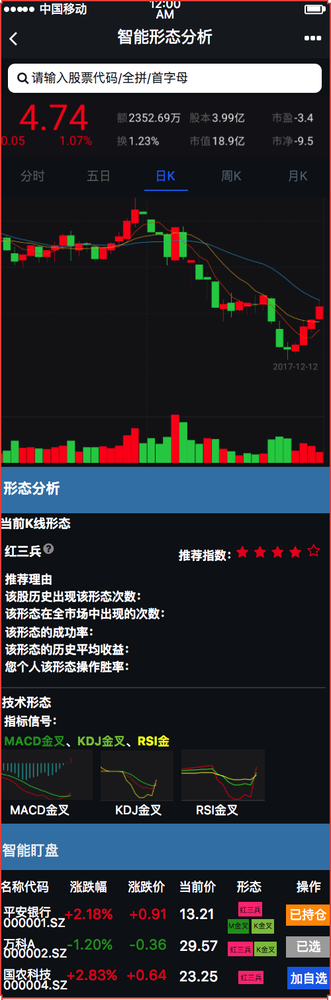 中国移动 12:00 AM
智能形态分析
请输入股票代码/全拼/首字母
4.74
0.05 1.07%
额2352.69万 股本3.99亿 市盈-3.4
换1.23% 市值18.9亿 市净-9.5
分时 五日 日K 周K 月K
2017-12-12
形态分析
当前K线形态
红三兵?
推荐指数:
推荐理由
该股历史出现该形态次数:
该形态在全市场中出现的次数:
该形态的成功率:
该形态的历史平均收益:
您个人该形态操作胜率:
技术形态
指标信号:
MACD金叉、KDJ金叉、RSI金
MACD金叉 KDJ金叉 RSI金叉
智能盯盘
名称代码 涨跌幅 涨跌价 当前价 形态 操作
平安银行 000001.SZ +2.18% +0.91 13.21 红三兵 M金叉 K金叉 已持仓
万科A 000002.SZ -1.20% -0.36 29.57 红三兵 K金叉 已选
国农科技 000004.SZ +2.83% +0.64 23.25 红三兵 加自选